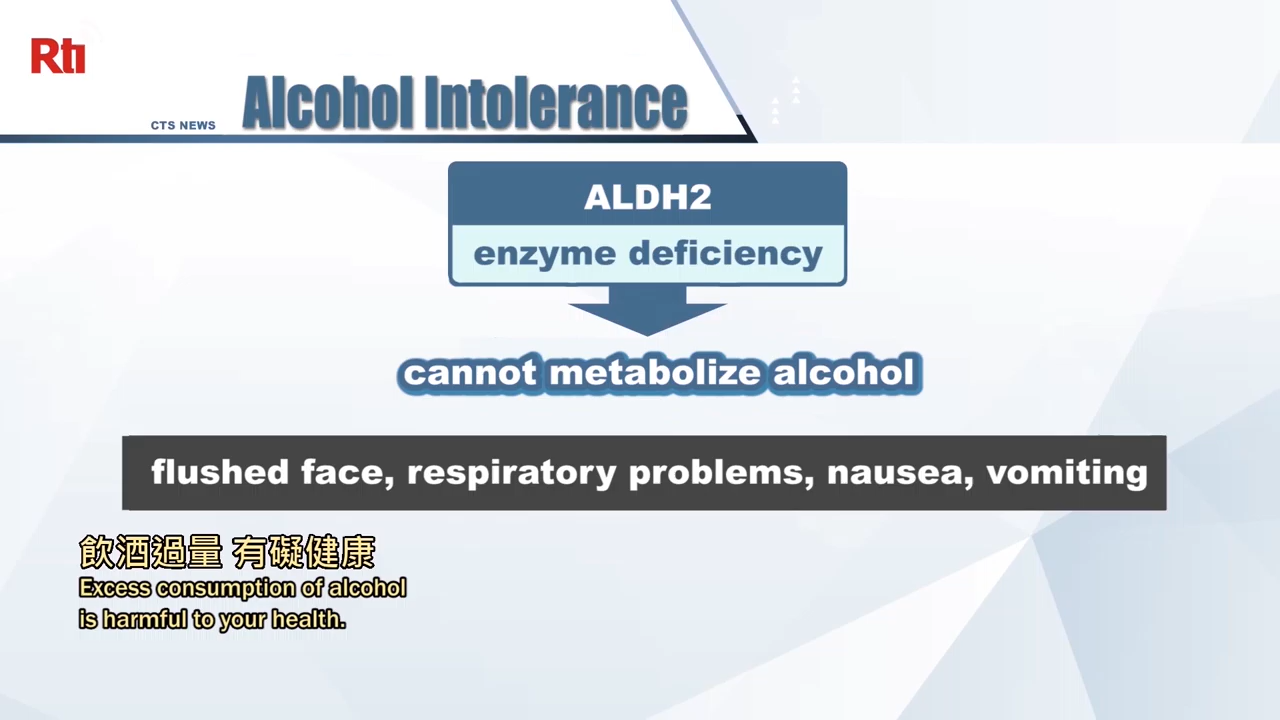 Rti
CTS NEWS
Alcohol Intolerance
ALDH2
enzyme deficiency
cannot metabolize alcohol
flushed face, respiratory problems, nausea, vomiting
飲酒過量 有礙健康
Excess consumption of alcohol
is harmful to your health.